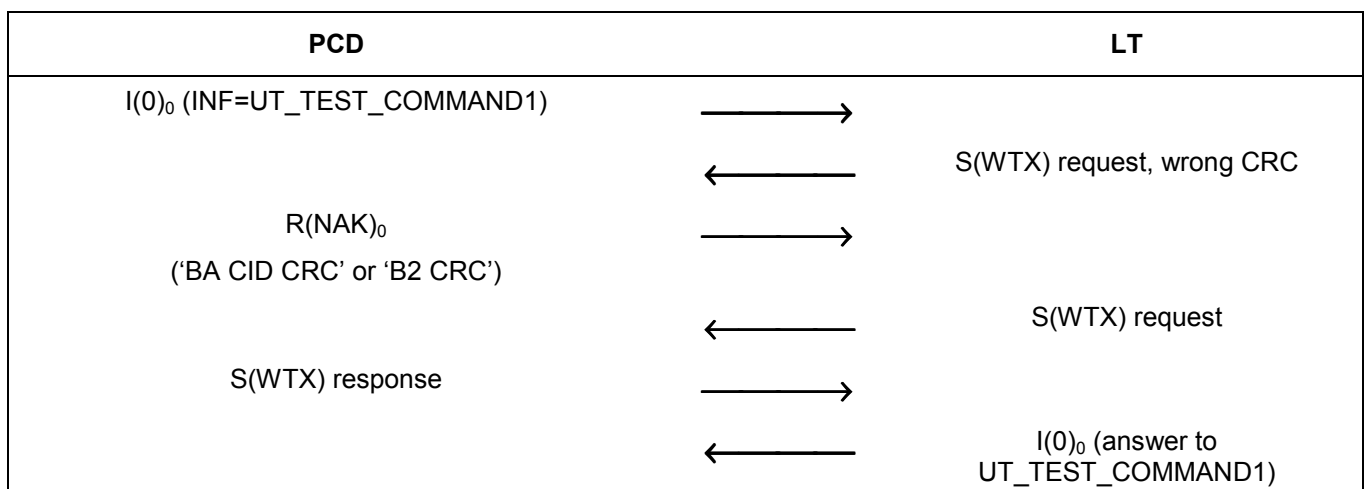 PCD LT
I(0)₀ (INF=UT_TEST_COMMAND1)
S(WTX) request, wrong CRC
R(NAK)₀
(‘BA CID CRC’ or ‘B2 CRC’)
S(WTX) request
S(WTX) response
I(0)₀ (answer to
UT_TEST_COMMAND1)